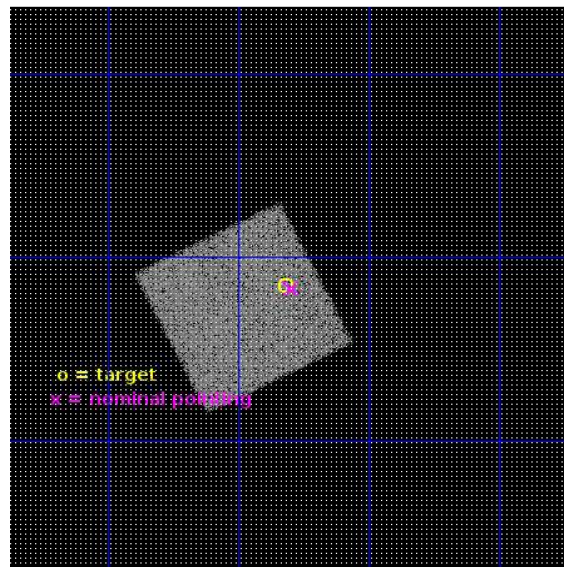 o = target
x = nominal pointing